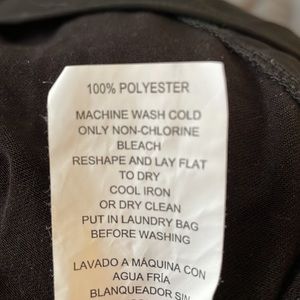 100% POLYESTER
MACHINE WASH COLD
ONLY NON-CHLORINE
BLEACH
RESHAPE AND LAY FLAT
TO DRY
COOL IRON
OR DRY CLEAN
PUT IN LAUNDRY BAG
BEFORE WASHING
LAVADO A MÁQUINA CON
AGUA FRÍA
BLANQUEADOR SIN